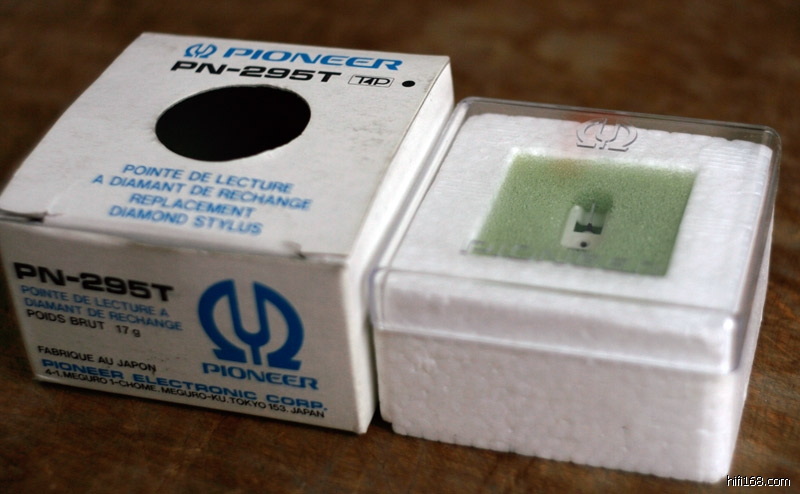 PIONEER
PN-295T T4P
POINTE DE LECTURE
A DIAMANT DE RECHANGE
REPLACEMENT
DIAMOND STYLUS
PN-295T
POINTE DE LECTURE A
DIAMANT DE RECHANGE
POIDS BRUT 17 g
PIONEER
FABRIQUE AU JAPON
PIONEER ELECTRONIC CORP.
4-1, MEGURO 1-CHOME, MEGURO-KU, TOKYO 153, JAPAN
hifi168.com